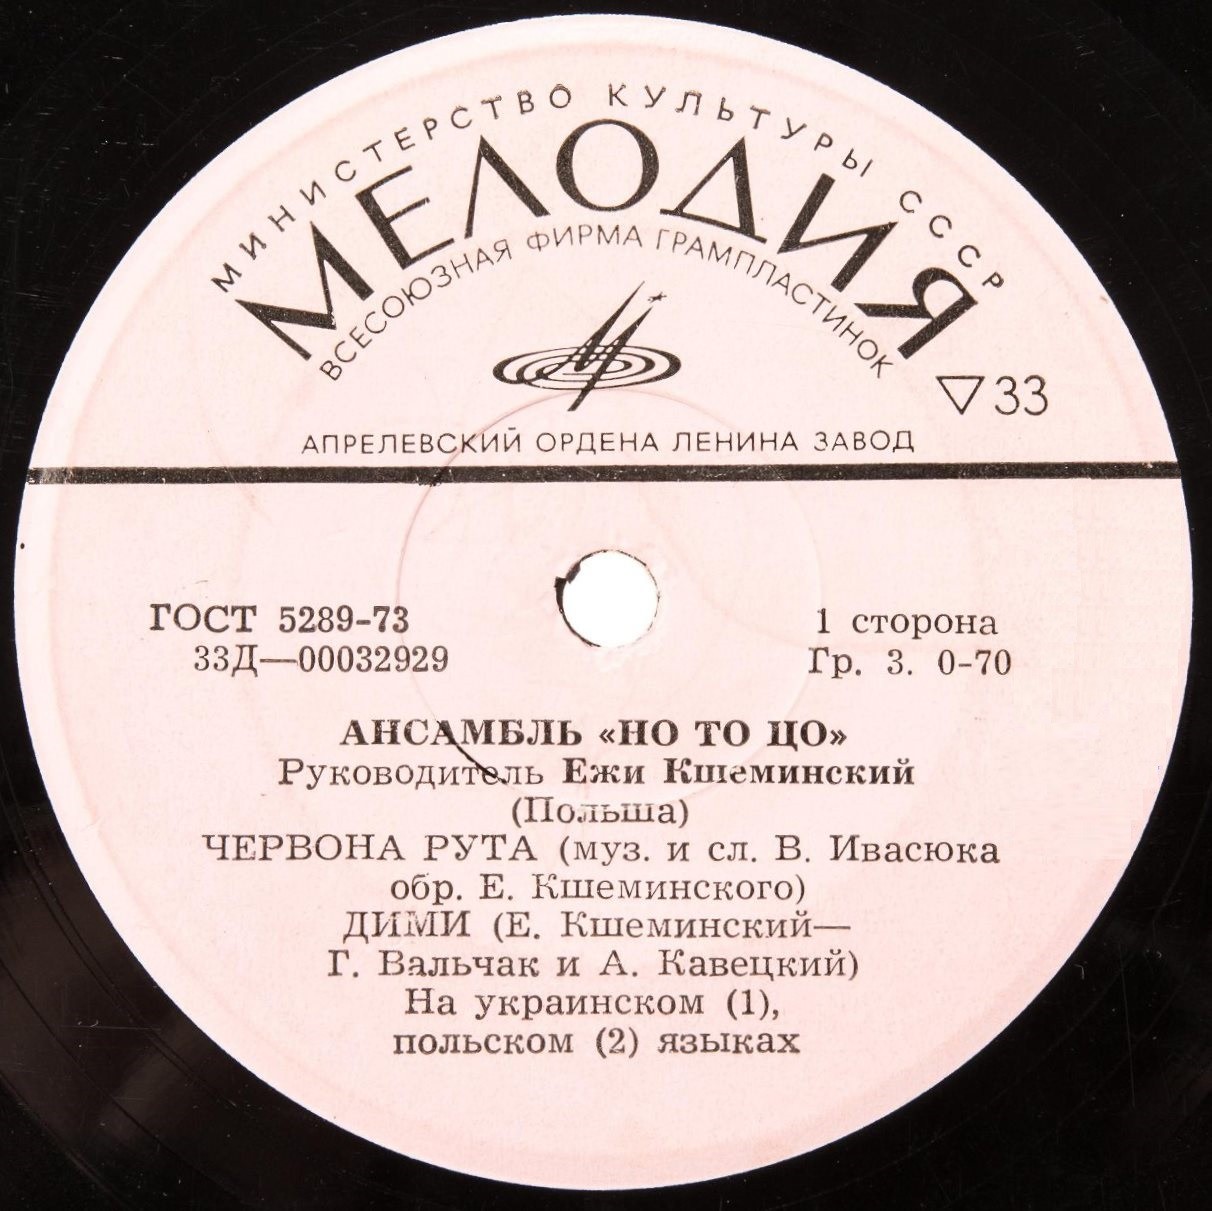 МИНИСТЕРСТВО КУЛЬТУРЫ СССР
МЕЛОДИЯ
ВСЕСОЮЗНАЯ ФИРМА ГРАМПЛАСТИНОК
▽33
АПРЕЛЕВСКИЙ ОРДЕНА ЛЕНИНА ЗАВОД
ГОСТ 5289-73
1 сторона
33Д—00032929
Гр. 3. 0-70
АНСАМБЛЬ «НО ТО ЦО»
Руководитель Ежи Кшеминский
(Польша)
ЧЕРВОНА РУТА (муз. и сл. В. Ивасюка
обр. Е. Кшеминского)
ДИМИ (Е. Кшеминский—
Г. Вальчак и А. Кавецкий)
На украинском (1),
польском (2) языках